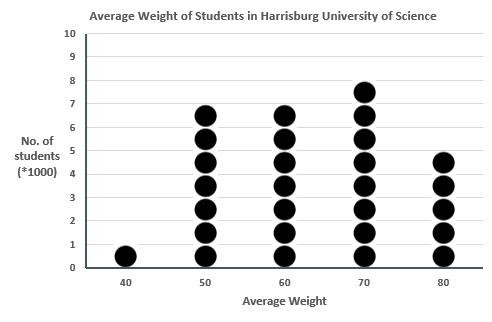 Average Weight of Students in Harrisburg University of Science
10
9
8
7
6
5
4
3
2
1
0
No. of
students
(*1000)
40 50 60 70 80
Average Weight